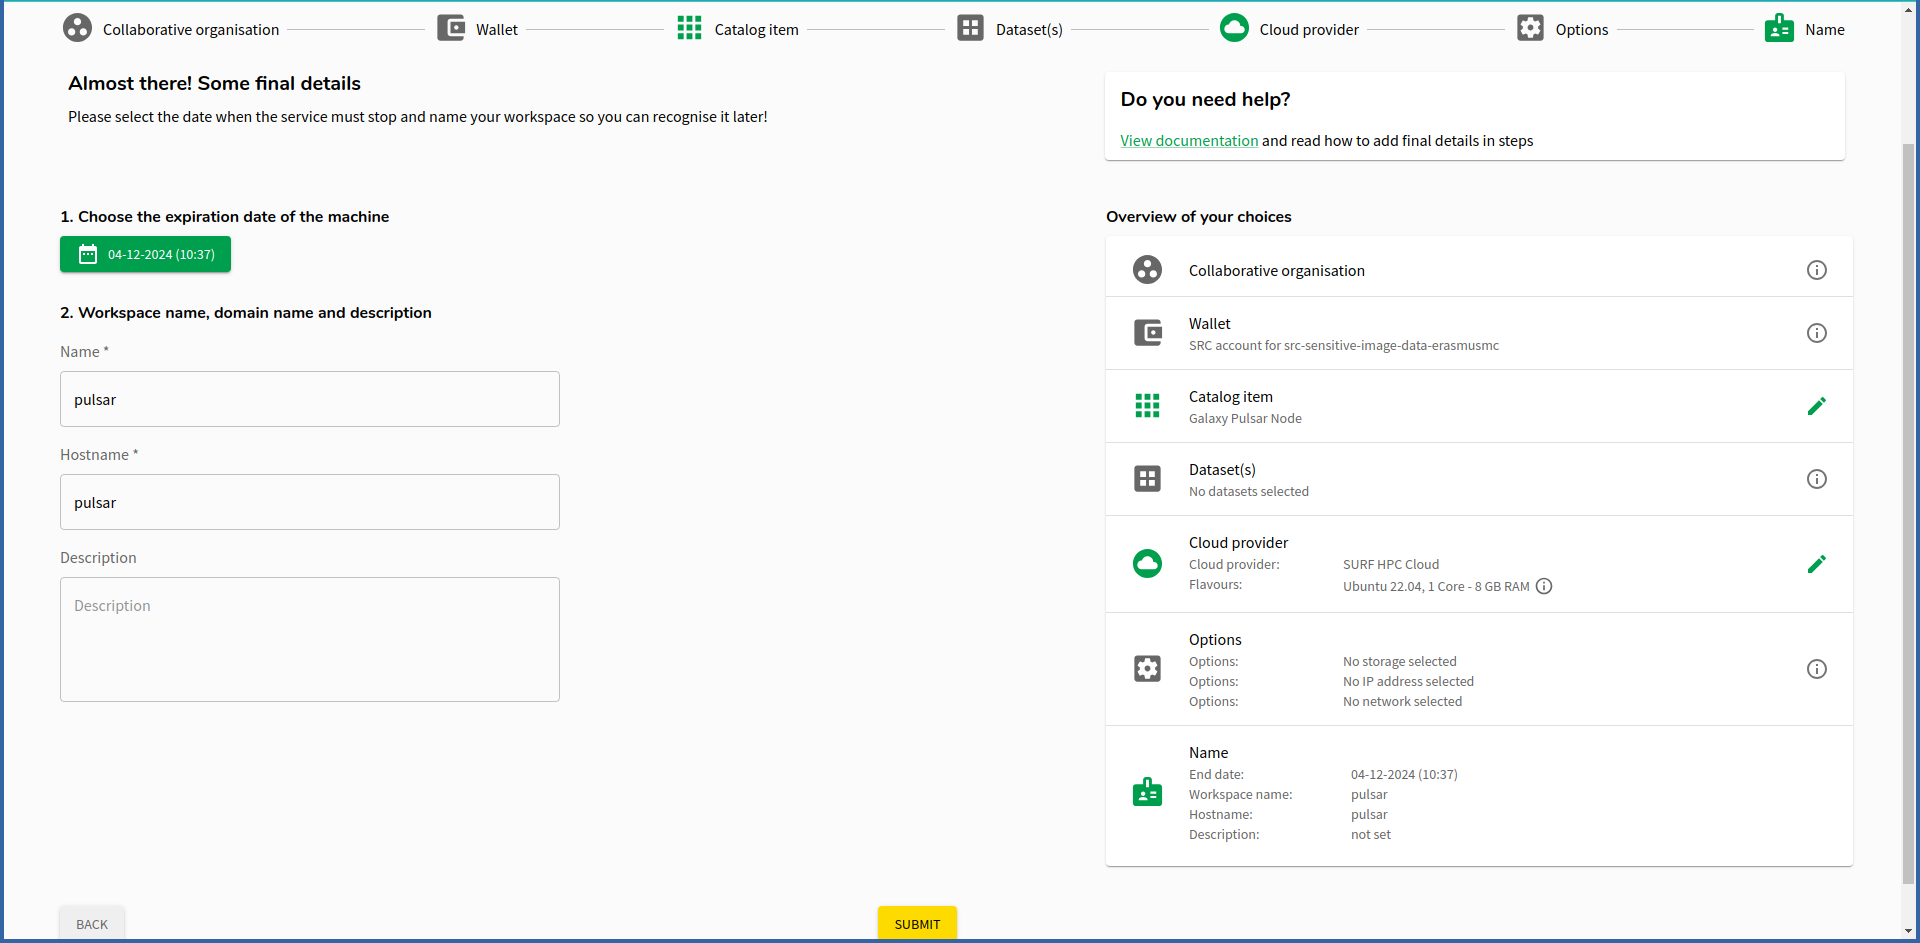 Collaborative organisation
Wallet
Catalog item
Dataset(s)
Cloud provider
Options
Name
Almost there! Some final details
Please select the date when the service must stop and name your workspace so you can recognise it later!
Do you need help?
View documentation and read how to add final details in steps
1. Choose the expiration date of the machine
04-12-2024 (10:37)
2. Workspace name, domain name and description
Name *
pulsar
Hostname *
pulsar
Description
Description
Overview of your choices
Collaborative organisation
Wallet
SRC account for src-sensitive-image-data-erasmusmc
Catalog item
Galaxy Pulsar Node
Dataset(s)
No datasets selected
Cloud provider
Cloud provider: SURF HPC Cloud
Flavours: Ubuntu 22.04, 1 Core - 8 GB RAM
Options
Options: No storage selected
Options: No IP address selected
Options: No network selected
Name
End date: 04-12-2024 (10:37)
Workspace name: pulsar
Hostname: pulsar
Description: not set
BACK
SUBMIT